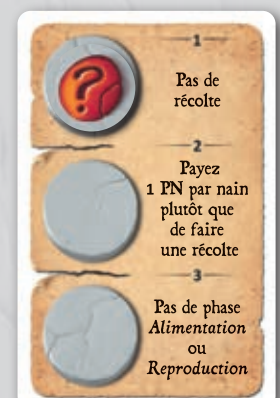 1
?
Pas de
récolte
2
Payez
1 PN par nain
plutôt que
de faire
une récolte
3
Pas de phase
Alimentation
ou
Reproduction